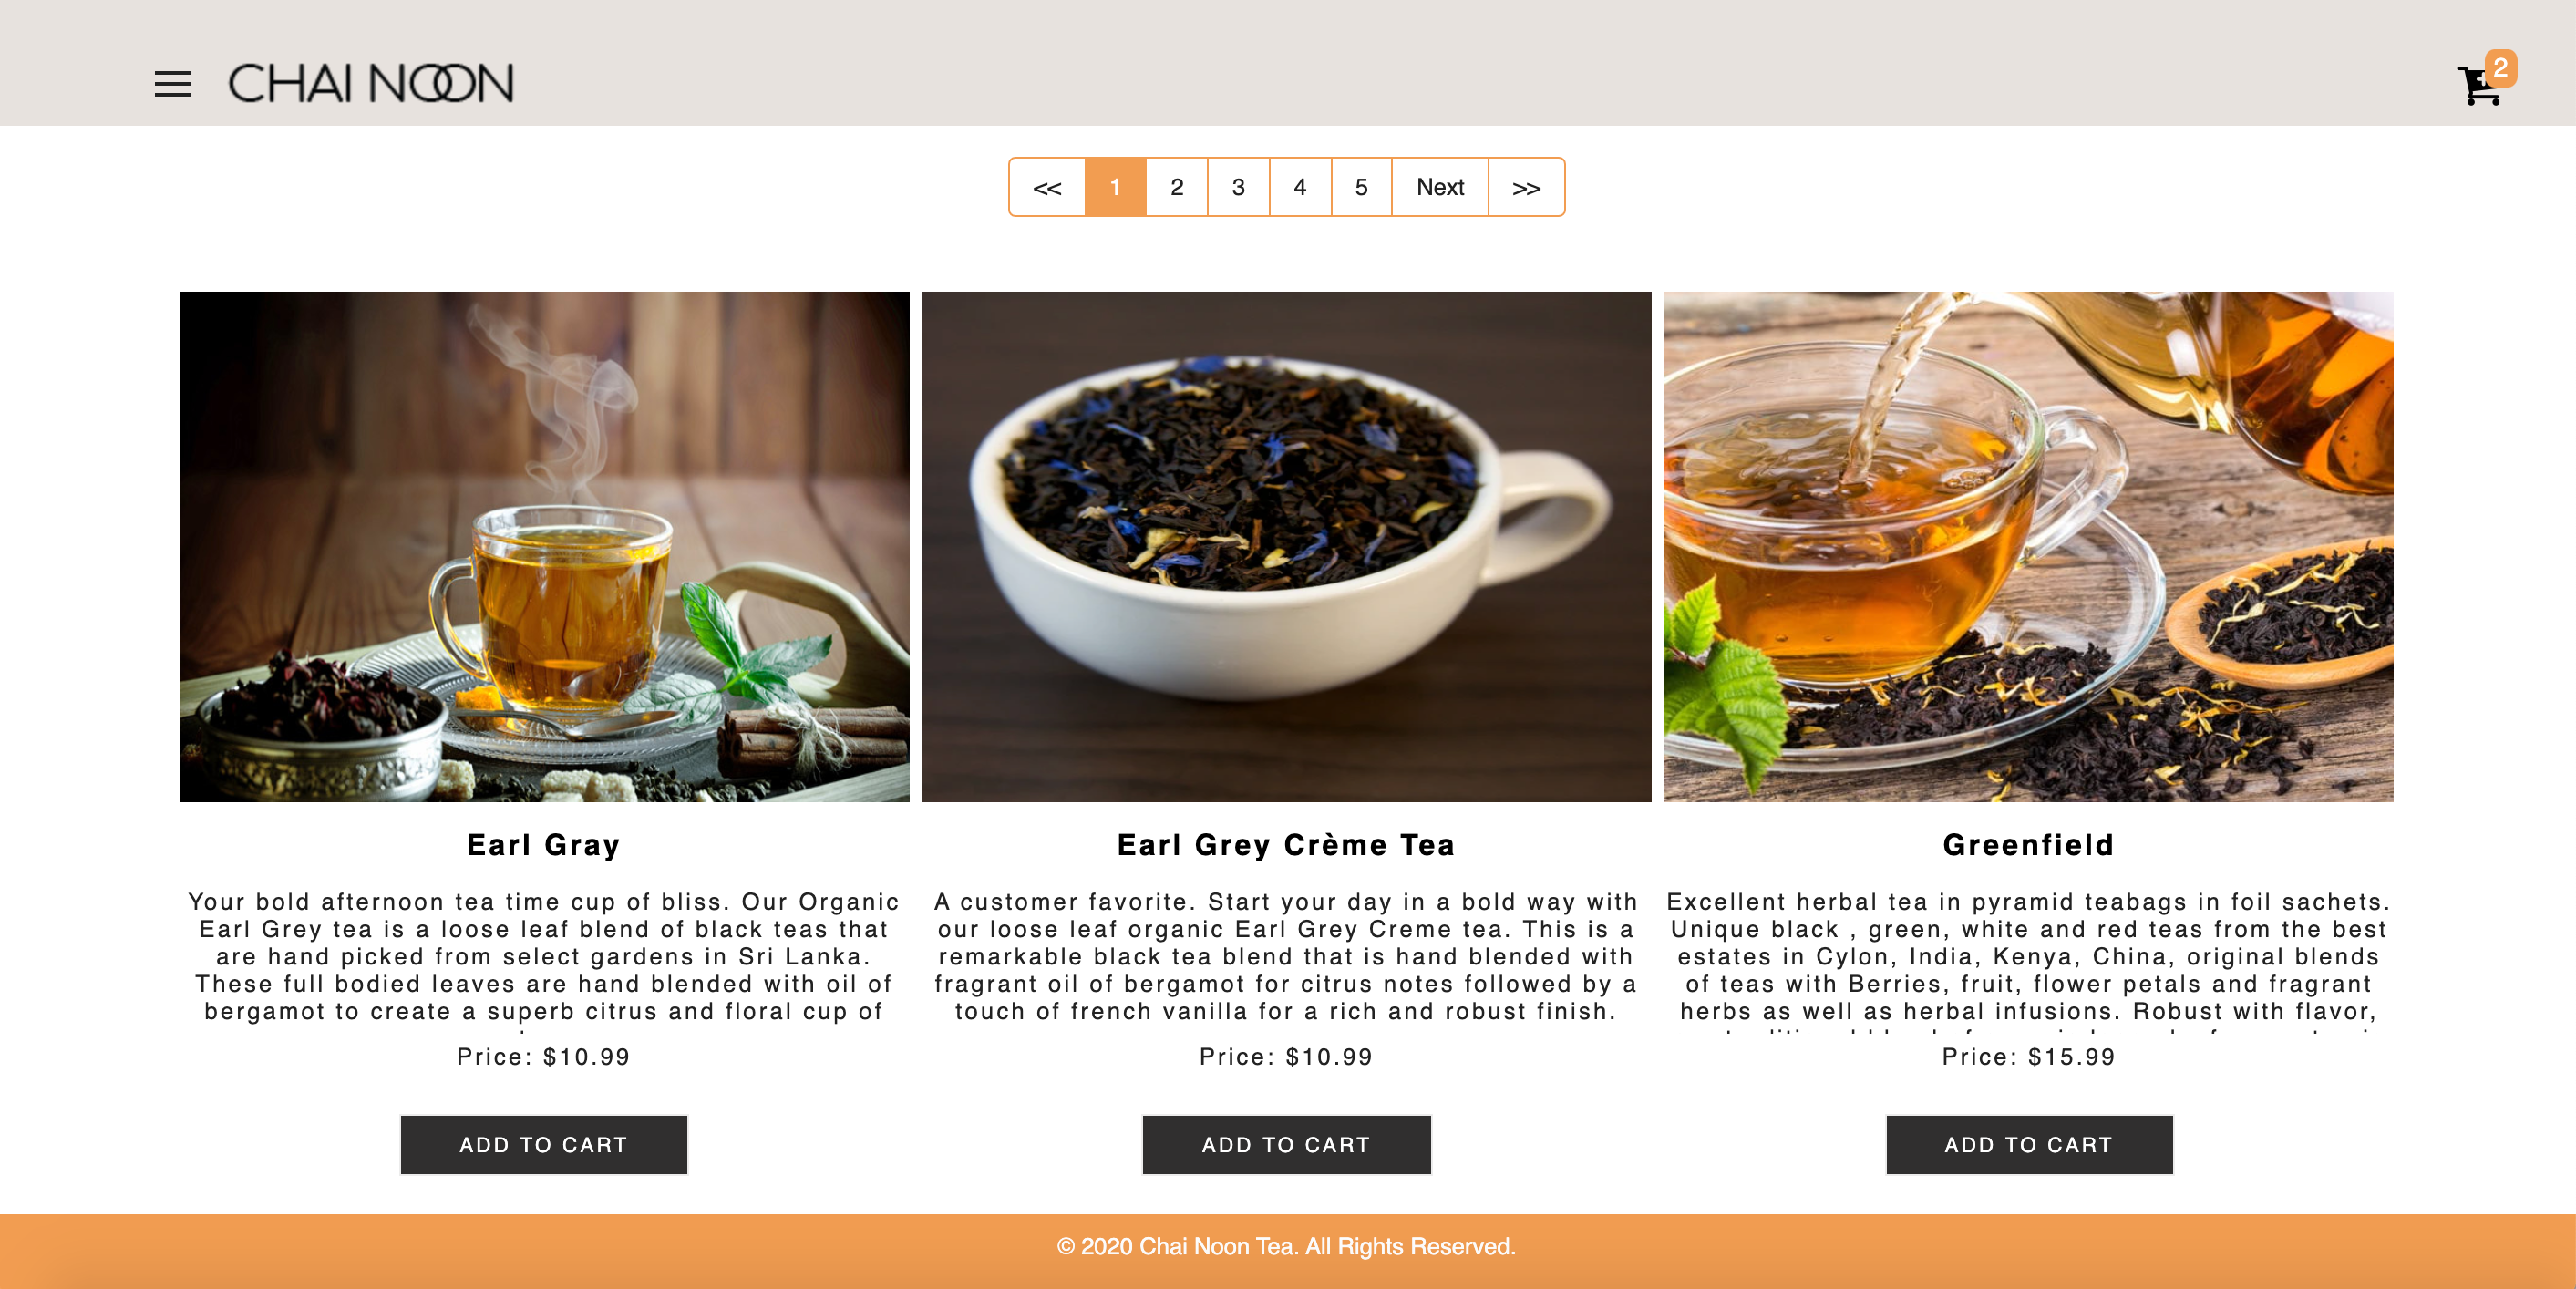 CHAI NOON
2
<< 1 2 3 4 5 Next >>
Earl Gray
Your bold afternoon tea time cup of bliss. Our Organic
Earl Grey tea is a loose leaf blend of black teas that
are hand picked from select gardens in Sri Lanka.
These full bodied leaves are hand blended with oil of
bergamot to create a superb citrus and floral cup of
Price: $10.99
ADD TO CART
Earl Grey Crème Tea
A customer favorite. Start your day in a bold way with
our loose leaf organic Earl Grey Creme tea. This is a
remarkable black tea blend that is hand blended with
fragrant oil of bergamot for citrus notes followed by a
touch of french vanilla for a rich and robust finish.
Price: $10.99
ADD TO CART
Greenfield
Excellent herbal tea in pyramid teabags in foil sachets.
Unique black , green, white and red teas from the best
estates in Cylon, India, Kenya, China, original blends
of teas with Berries, fruit, flower petals and fragrant
herbs as well as herbal infusions. Robust with flavor,
Price: $15.99
ADD TO CART
© 2020 Chai Noon Tea. All Rights Reserved.